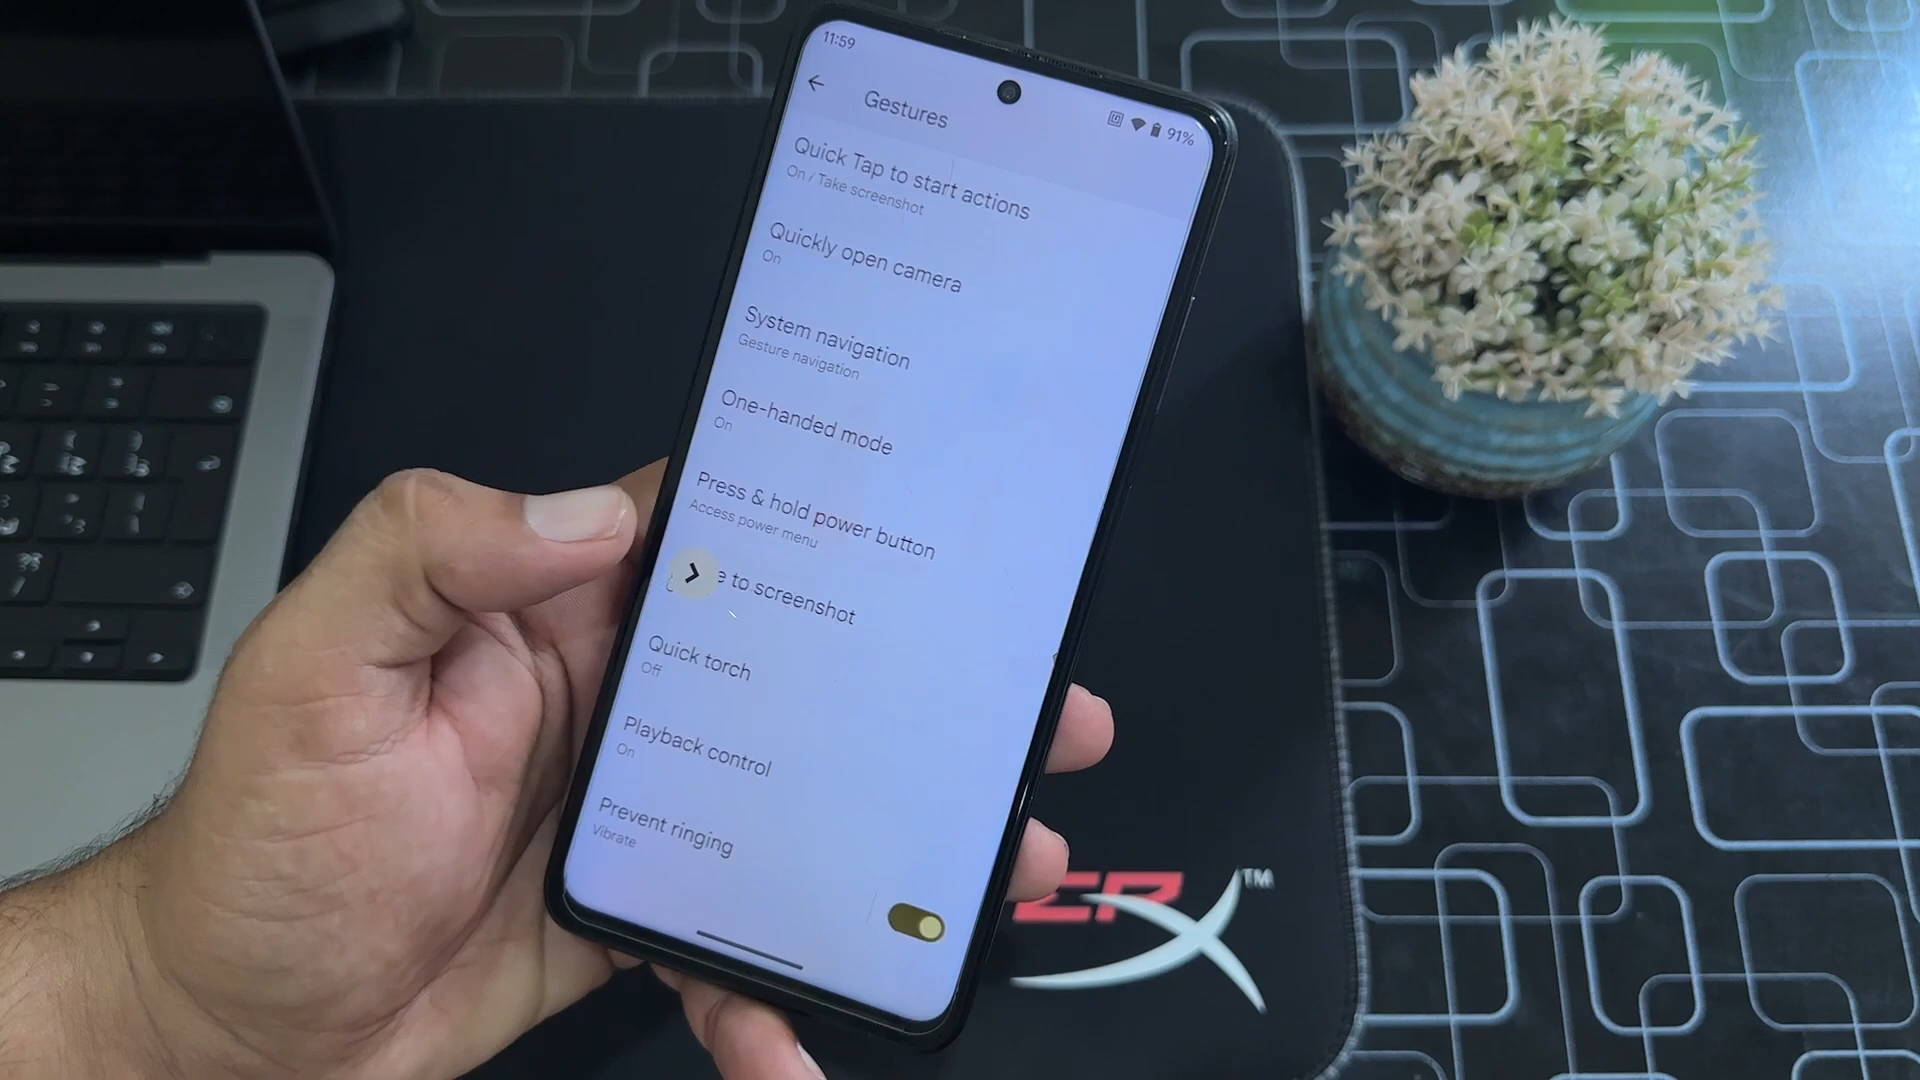 11:59
91%
Gestures
Quick Tap to start actions
On / Take screenshot
Quickly open camera
On
System navigation
Gesture navigation
One-handed mode
On
Press & hold power button
Access power menu
to screenshot
Quick torch
Off
Playback control
On
Prevent ringing
Vibrate
TM